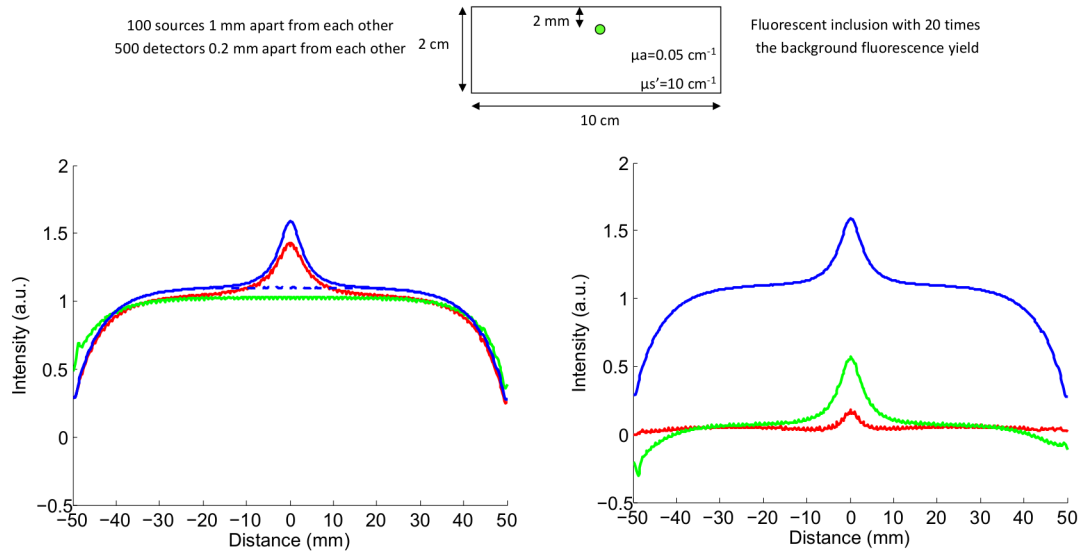 100 sources 1 mm apart from each other
500 detectors 0.2 mm apart from each other
2 cm
2 mm
μa=0.05 cm-1
μs’=10 cm-1
10 cm
Fluorescent inclusion with 20 times
the background fluorescence yield
Intensity (a.u.)
2
1.5
1
0.5
0
−0.5
−50 −40 −30 −20 −10 0 10 20 30 40 50
Distance (mm)
Intensity (a.u.)
2
1.5
1
0.5
0
−0.5
−50 −40 −30 −20 −10 0 10 20 30 40 50
Distance (mm)